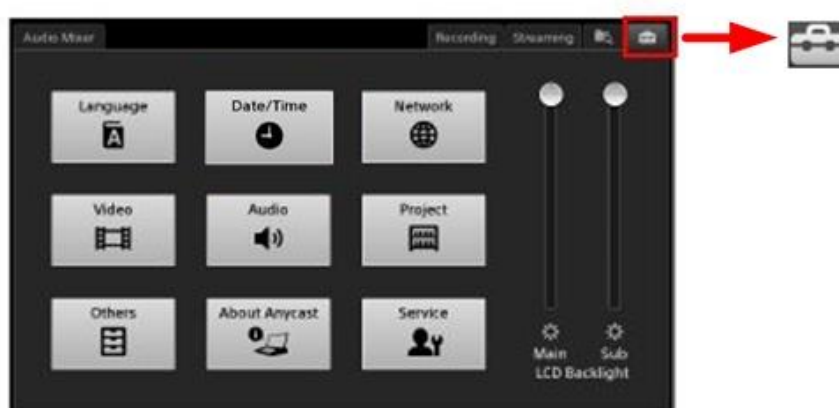 Audio Mixer
Recording
Streaming
Language
Date/Time
Network
Video
Audio
Project
Others
About Anycast
Service
Main
Sub
LCD Backlight